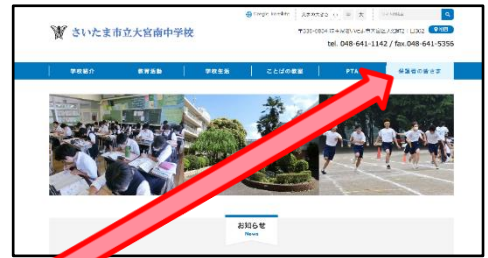 さいたま市立大宮南中学校
tel. 048-641-1142 / fax.048-641-5355
学校紹介
教育活動
学校生活
ことばの教室
PTA
保護者の皆さま
お知らせ
News